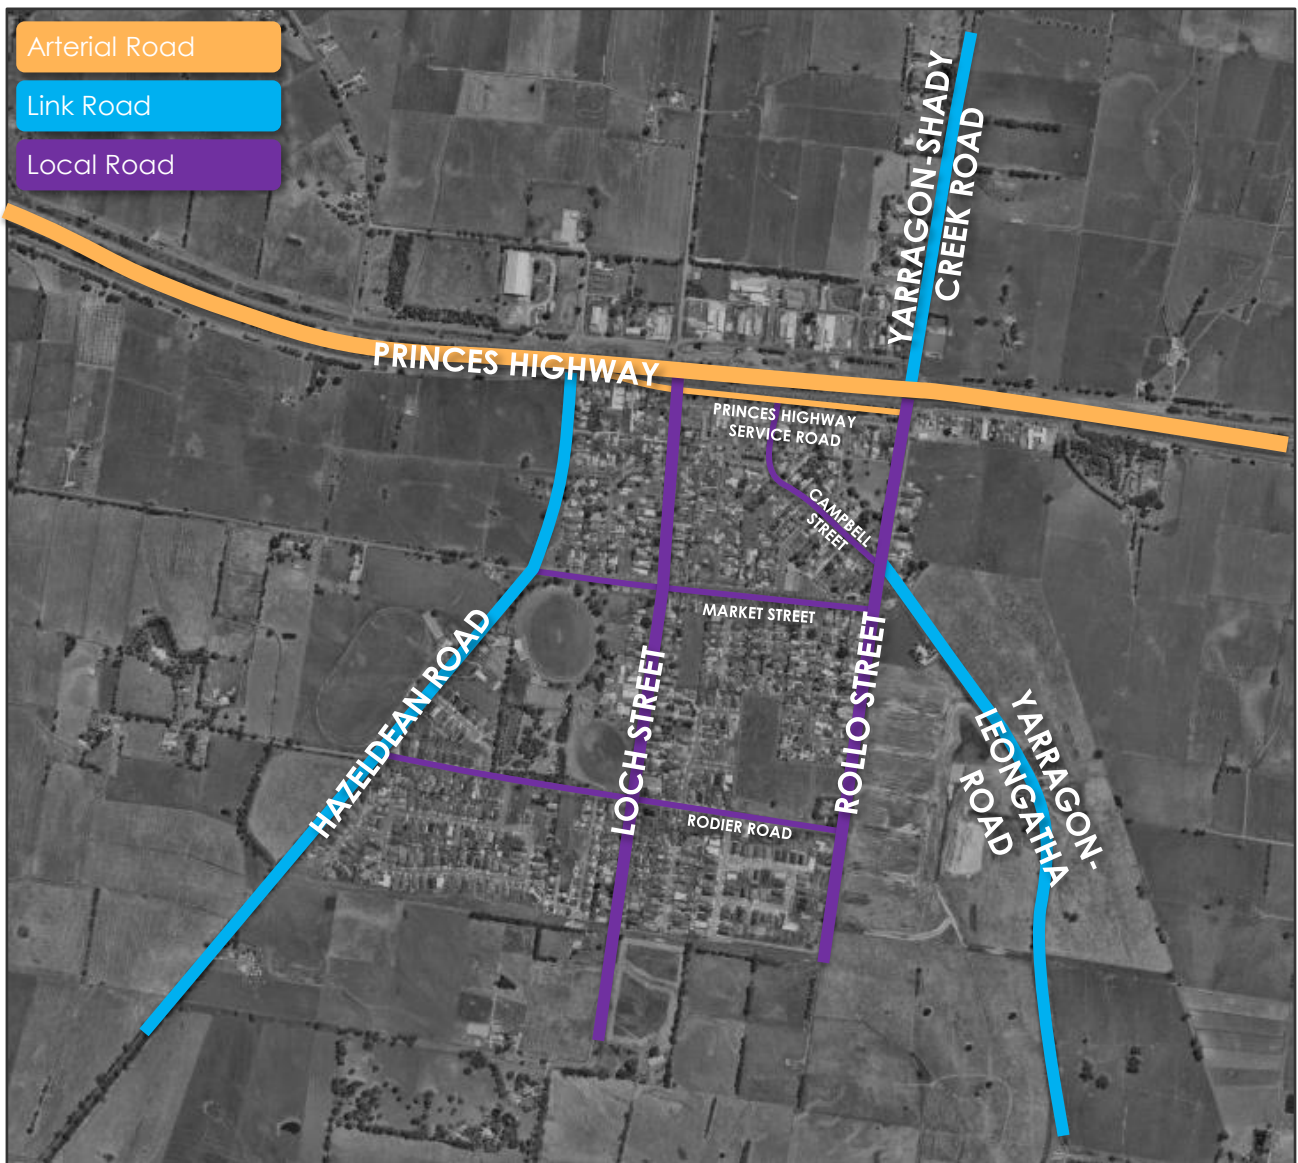 Arterial Road
Link Road
Local Road
YARRAGON-SHADY
CREEK ROAD
PRINCES HIGHWAY
PRINCES HIGHWAY
SERVICE ROAD
CAMPBELL
STREET
MARKET STREET
HAZELDEAN ROAD
LOCH STREET
ROLLO STREET
YARRAGON-
LEONGATHA
ROAD
RODIER ROAD